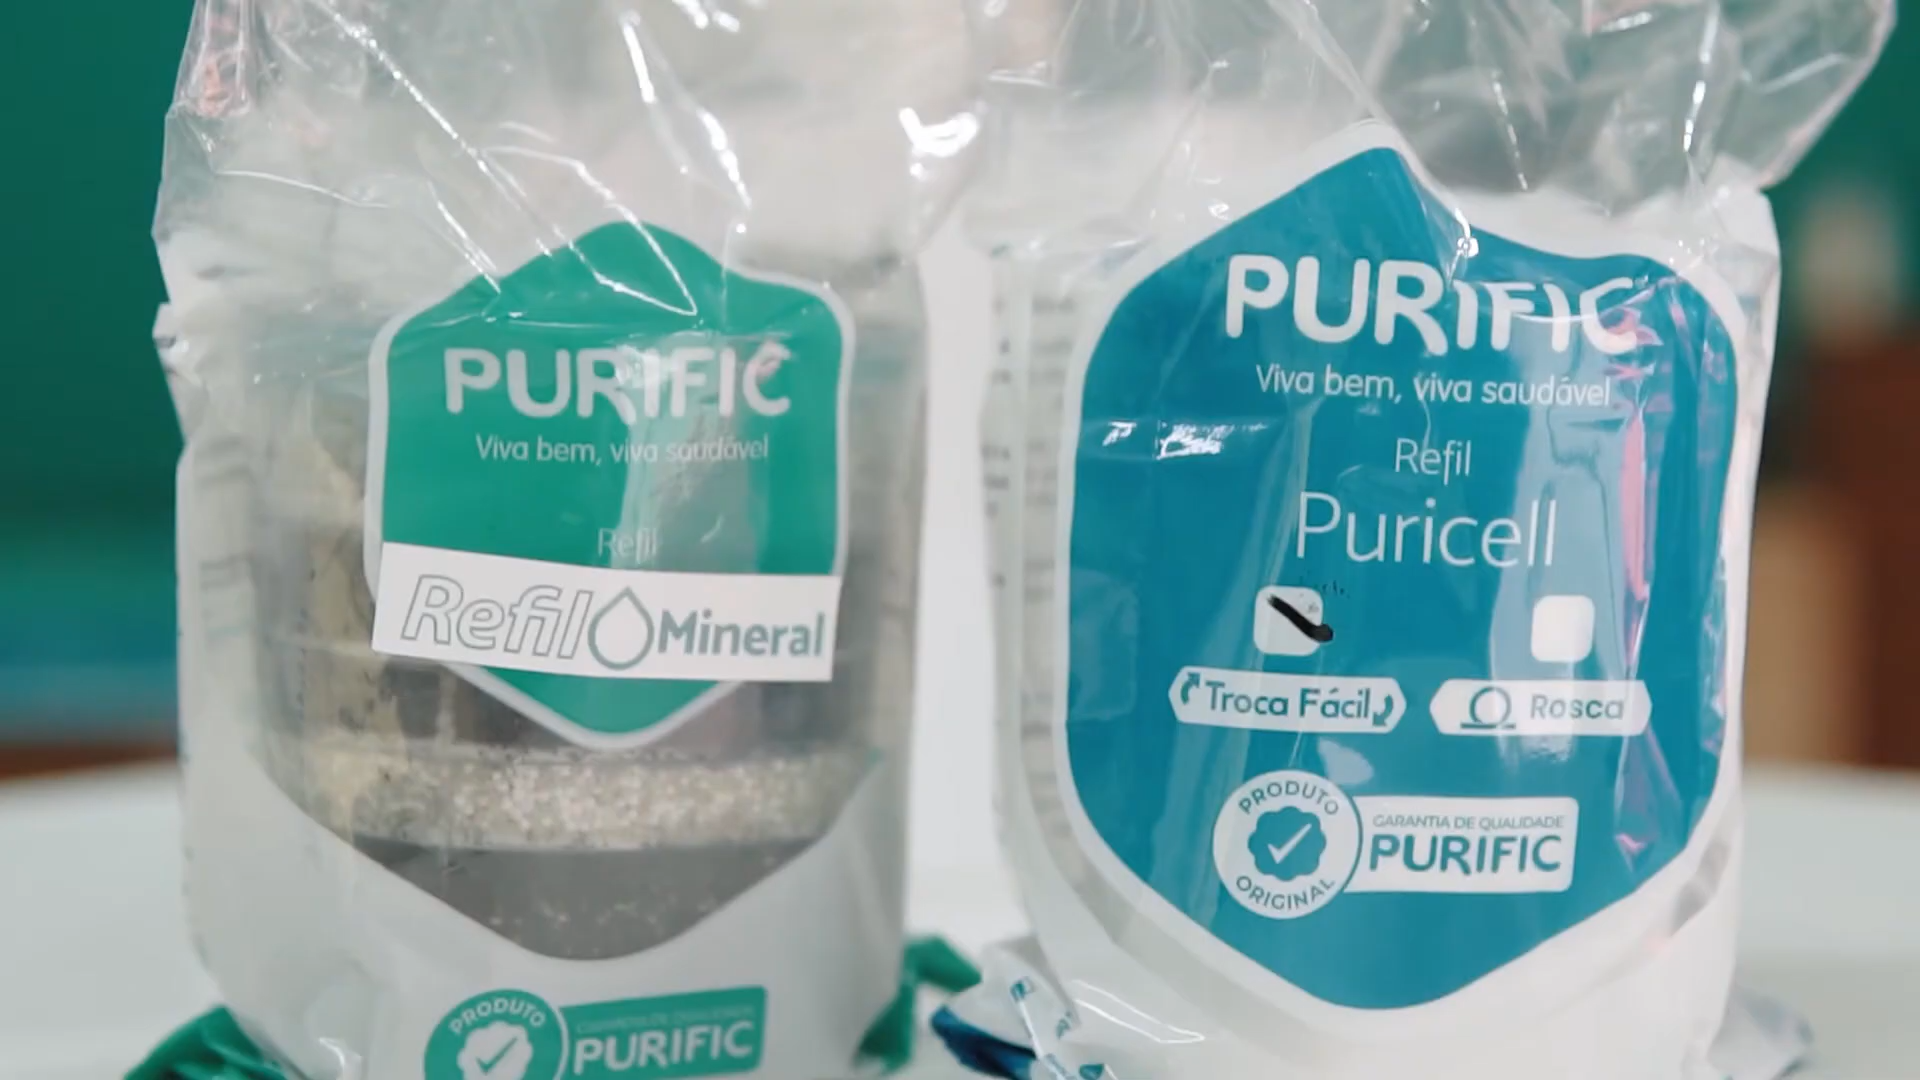 PURIFIC
Viva bem, viva saudável
Refil
Refil Mineral
PRODUTO
GARANTIA DE QUALIDADE
PURIFIC
PURIFIC
Viva bem, viva saudável
Refil
Puricell
Troca Fácil
Rosca
PRODUTO
ORIGINAL
GARANTIA DE QUALIDADE
PURIFIC